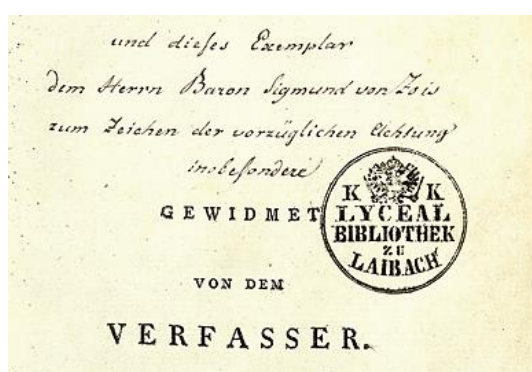 und dieses Exemplar
dem Herrn Baron Sigmund von Zois
zum Zeichen der vorzüglichen Achtung
insbesondere
GEWIDMET
K K
LYCEAL
BIBLIOTHEK
ZU
LAIBACH
VON DEM
VERFASSER.